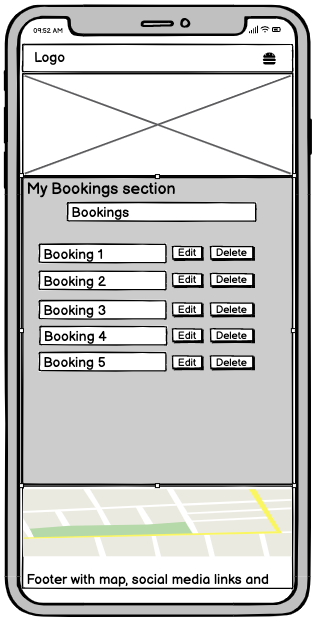 09:52 AM
Logo
My Bookings section
Bookings
Booking 1 Edit Delete
Booking 2 Edit Delete
Booking 3 Edit Delete
Booking 4 Edit Delete
Booking 5 Edit Delete
Footer with map, social media links and